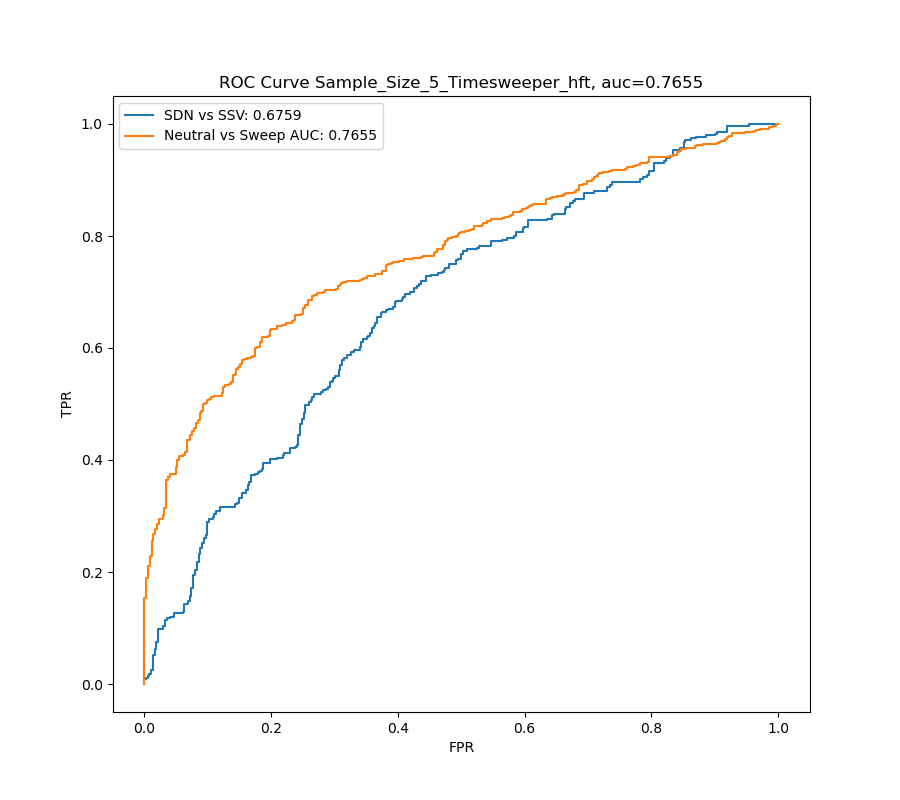 ROC Curve Sample_Size_5_Timesweeper_hft, auc=0.7655
SDN vs SSV: 0.6759
Neutral vs Sweep AUC: 0.7655
1.0
0.8
0.6
0.4
0.2
0.0
TPR
0.0 0.2 0.4 0.6 0.8 1.0
FPR